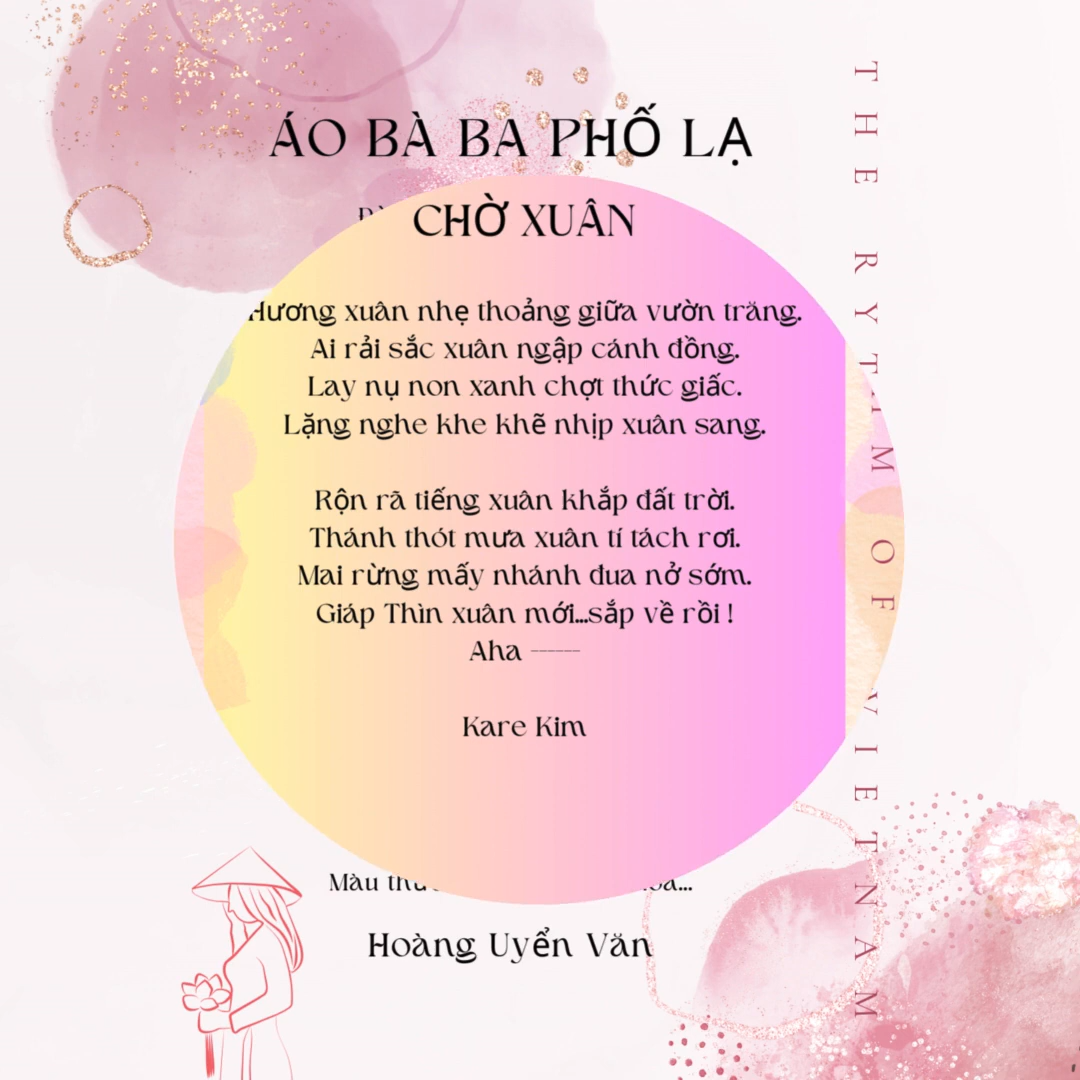 ÁO BÀ BA PHỐ LẠ
CHỜ XUÂN
Hương xuân nhẹ thoảng giữa vườn trăng.
Ai rải sắc xuân ngập cánh đồng.
Lay nụ non xanh chợt thức giấc.
Lặng nghe khe khẽ nhịp xuân sang.
Rộn rã tiếng xuân khắp đất trời.
Thánh thót mưa xuân tí tách rơi.
Mai rừng mấy nhánh đua nở sớm.
Giáp Thìn xuân mới...sắp về rồi !
Aha ------
Kare Kim
Màu
Hoàng Uyển Văn
THE RYTHM OF VIETNAM